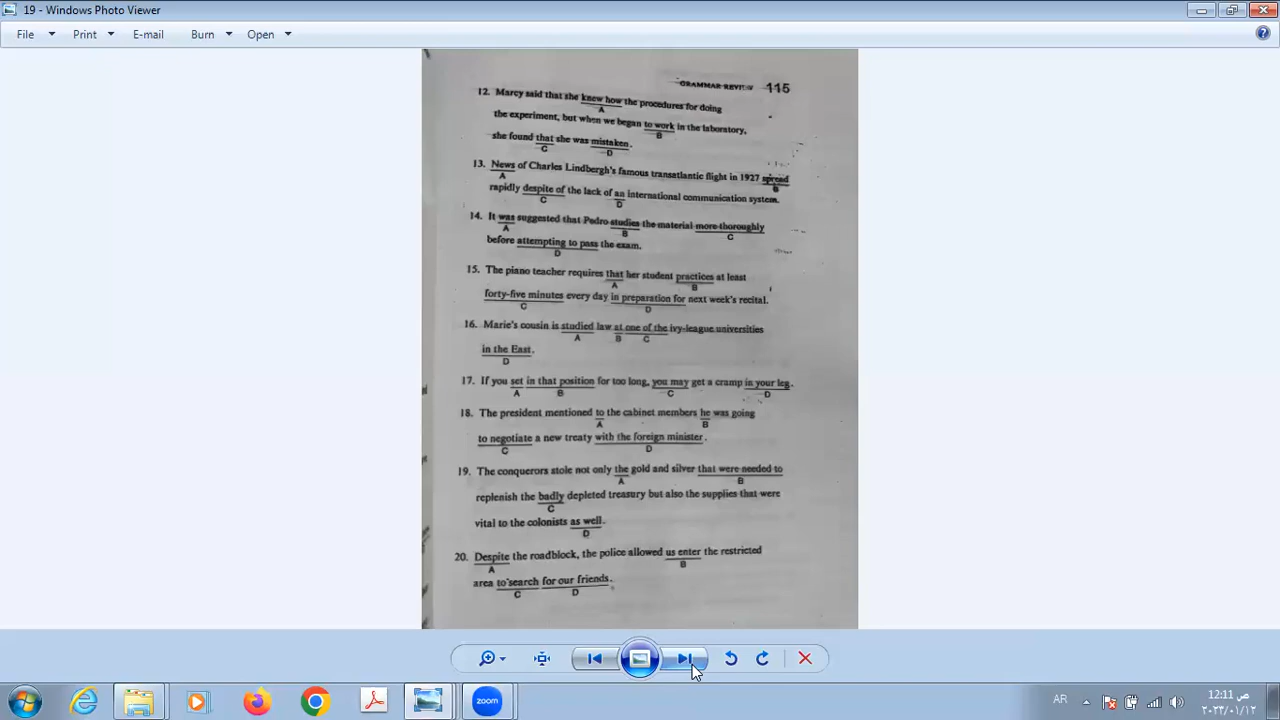 19 - Windows Photo Viewer
File Print E-mail Burn Open
GRAMMAR REVIEW 115
12. Marcy said that she knew how the procedures for doing
A
the experiment, but when we began to work in the laboratory,
B
she found that she was mistaken.
C D
13. News of Charles Lindbergh's famous transatlantic flight in 1927 spread
A B
rapidly despite of the lack of an international communication system.
C D
14. It was suggested that Pedro studies the material more thoroughly
A B C
before attempting to pass the exam.
D
15. The piano teacher requires that her student practices at least
A B
forty-five minutes every day in preparation for next week's recital.
C D
16. Marie's cousin is studied law at one of the ivy-league universities
A B C
in the East.
D
17. If you set in that position for too long, you may get a cramp in your leg.
A B C D
18. The president mentioned to the cabinet members he was going
A B
to negotiate a new treaty with the foreign minister.
C D
19. The conquerors stole not only the gold and silver that were needed to
A B
replenish the badly depleted treasury but also the supplies that were
C
vital to the colonists as well.
D
20. Despite the roadblock, the police allowed us enter the restricted
A B
area to search for our friends.
C D
zoom
AR
12:11 ص
٢٠٢٣/٠١/١٢